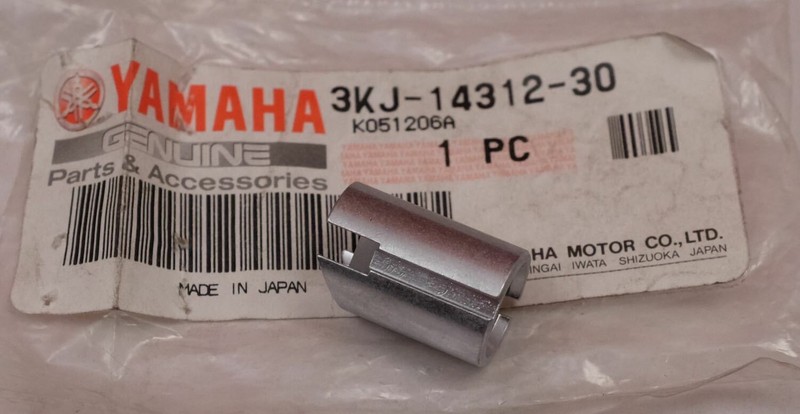 YAMAHA 3KJ-14312-30
K051206A
GENUINE
1 PC
Parts & Accessories
HA MOTOR CO.,LTD.
INGAI IWATA SHIZUOKA JAPAN
MADE IN JAPAN